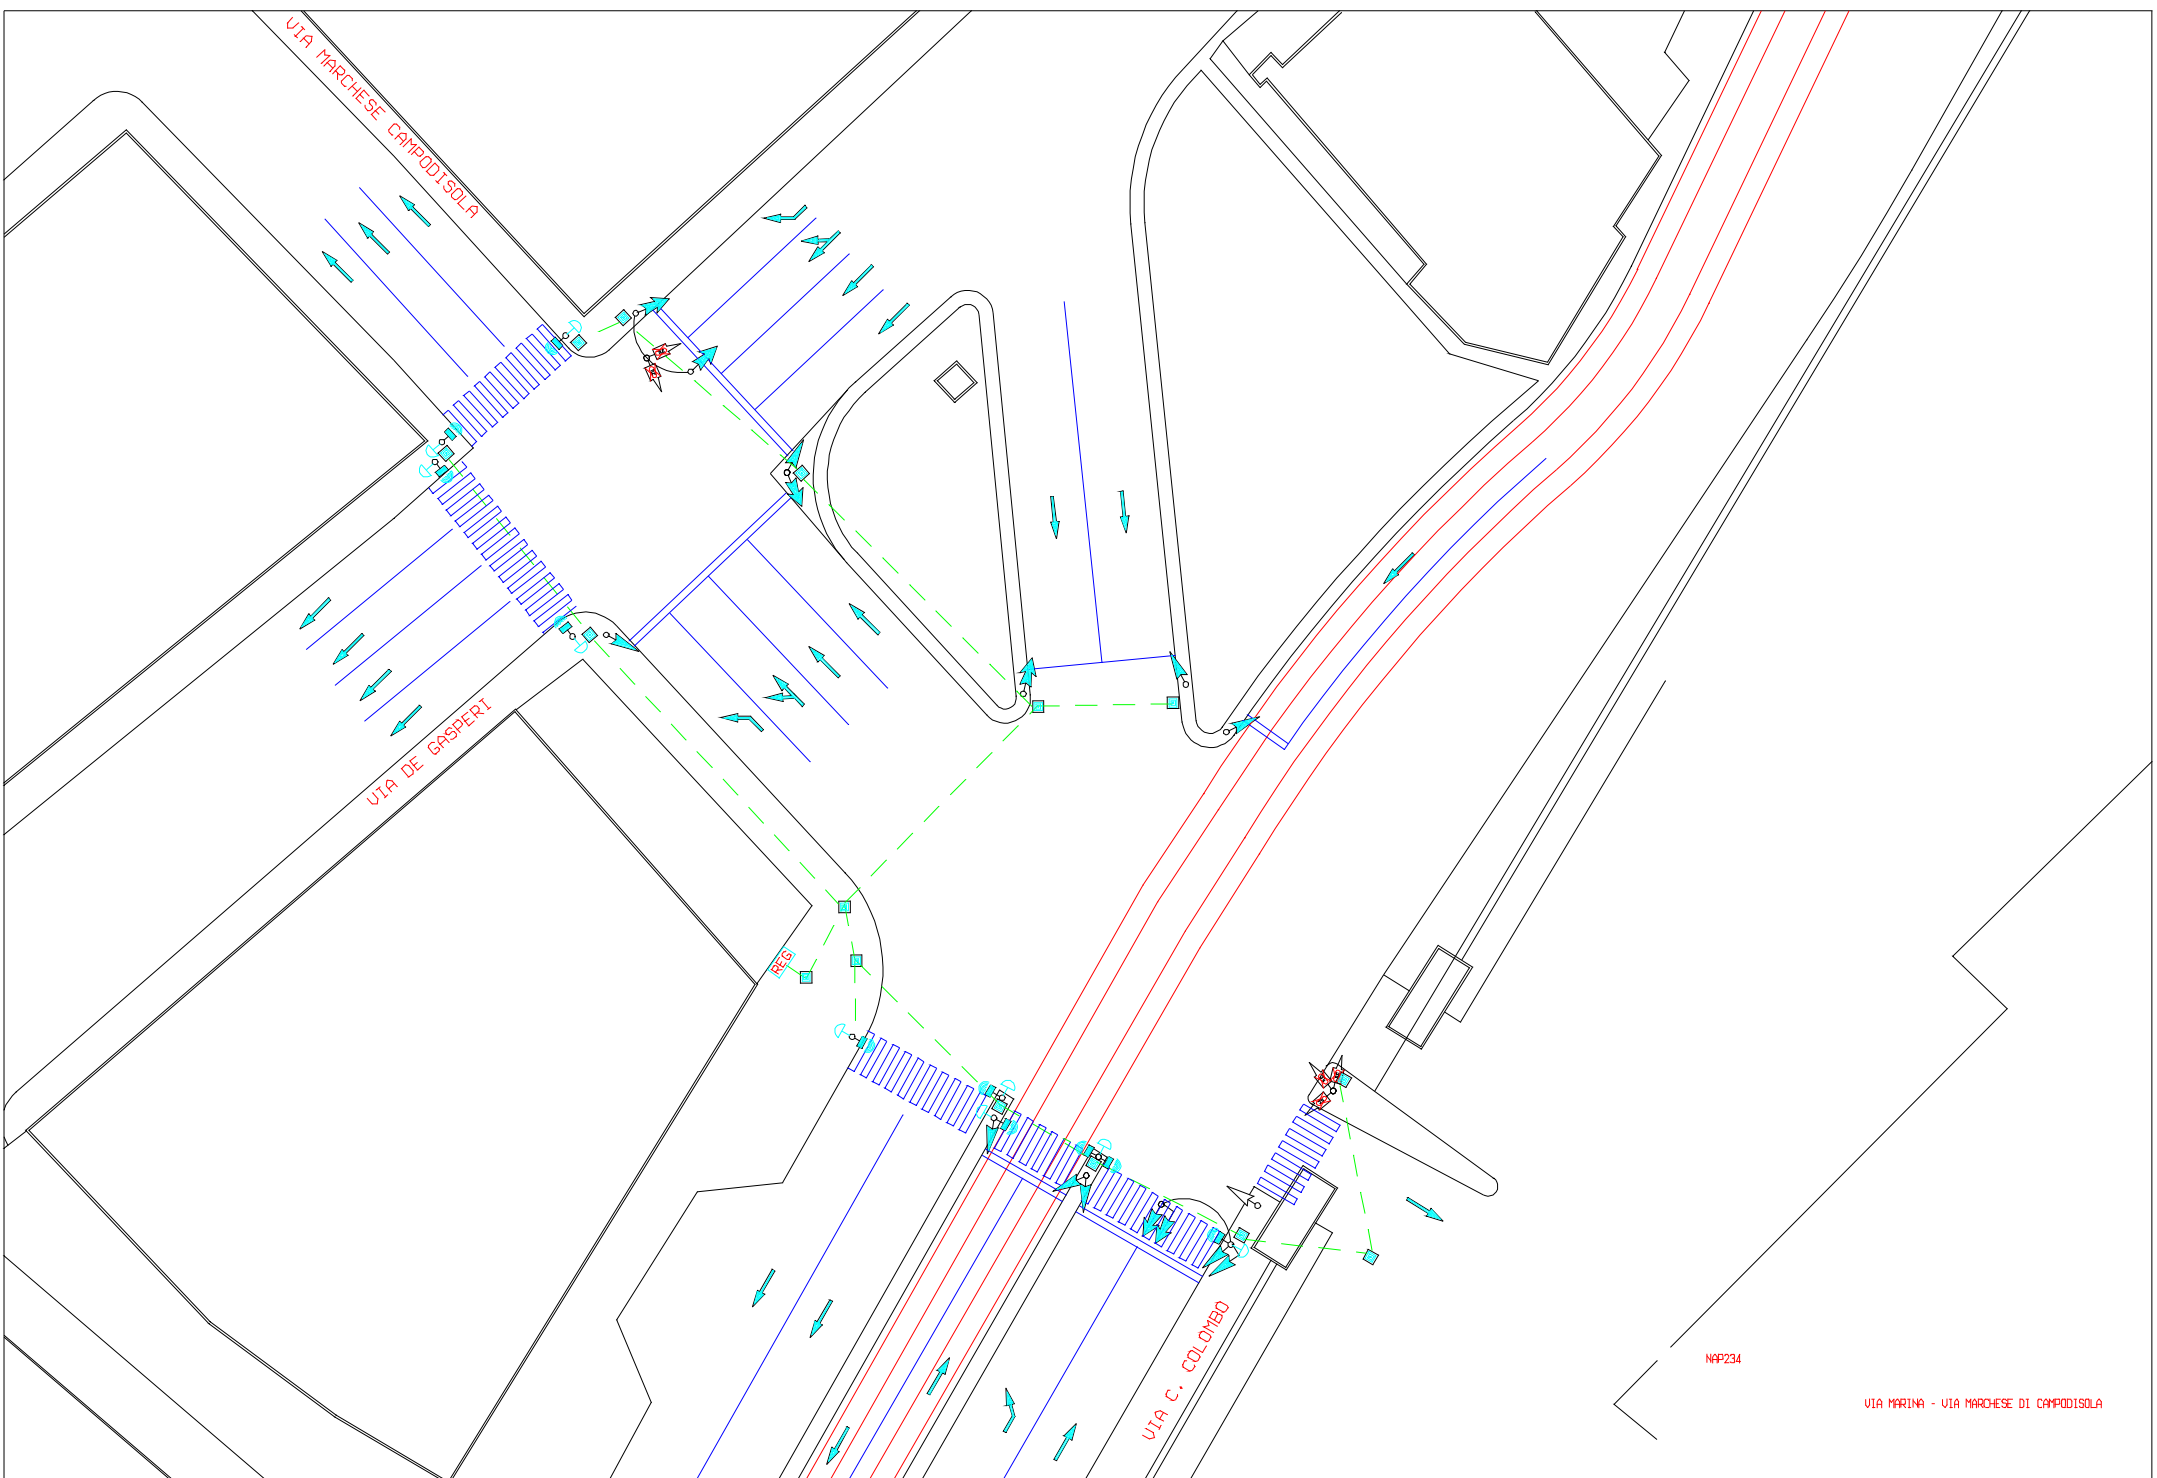 VIA MARCHESE CAMPODISOLA
VIA DE GASPERI
REG
VIA C. COLOMBO
NAP234
VIA MARINA - VIA MARCHESE DI CAMPODISOLA